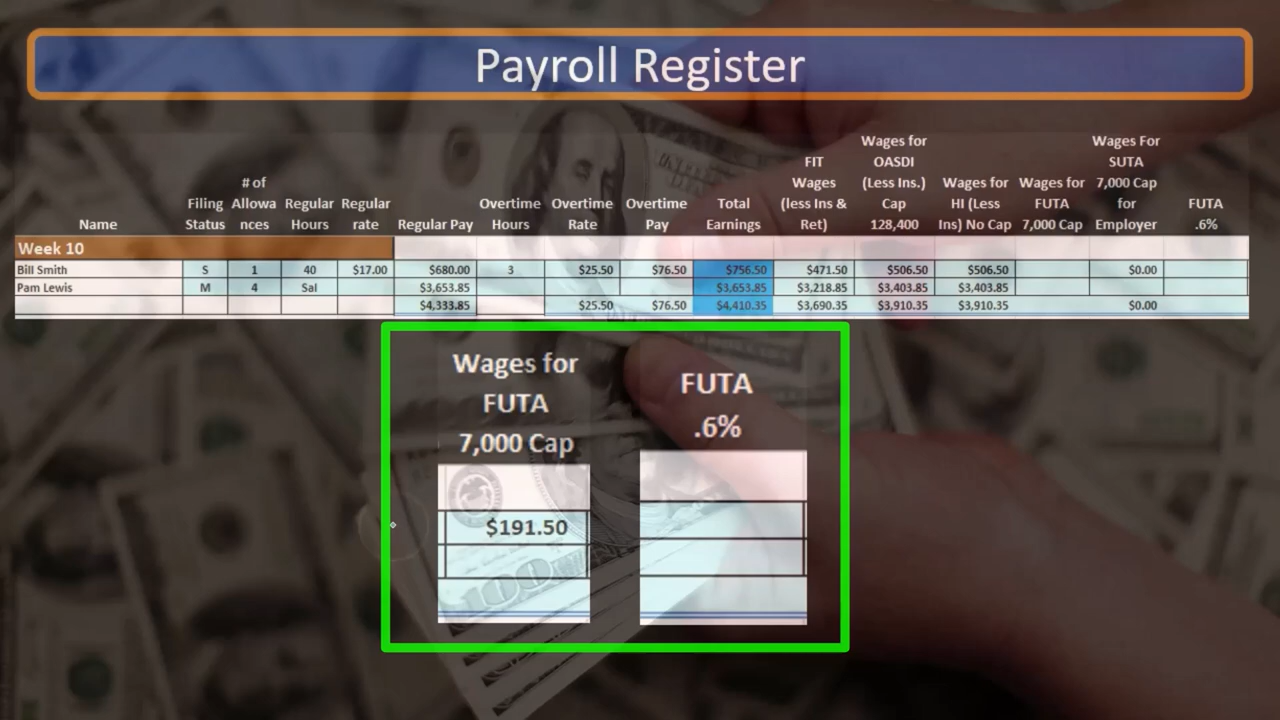 Payroll Register
Name Filing Status # of Allowa nces Regular Hours Regular rate Regular Pay Overtime Hours Overtime Rate Overtime Pay Total Earnings FIT Wages (less Ins & Ret) Wages for OASDI (Less Ins.) Cap 128,400 Wages for HI (Less Ins) No Cap Wages for FUTA 7,000 Cap Wages For SUTA 7,000 Cap for Employer FUTA .6%
Week 10
Bill Smith S 1 40 $17.00 $680.00 3 $25.50 $76.50 $756.50 $471.50 $506.50 $506.50 $0.00
Pam Lewis M 4 Sal $3,653.85 $3,653.85 $3,218.85 $3,403.85 $3,403.85
$4,333.85 $25.50 $76.50 $4,410.35 $3,690.35 $3,910.35 $3,910.35 $0.00
Wages for
FUTA
7,000 Cap
FUTA
.6%
$191.50
100